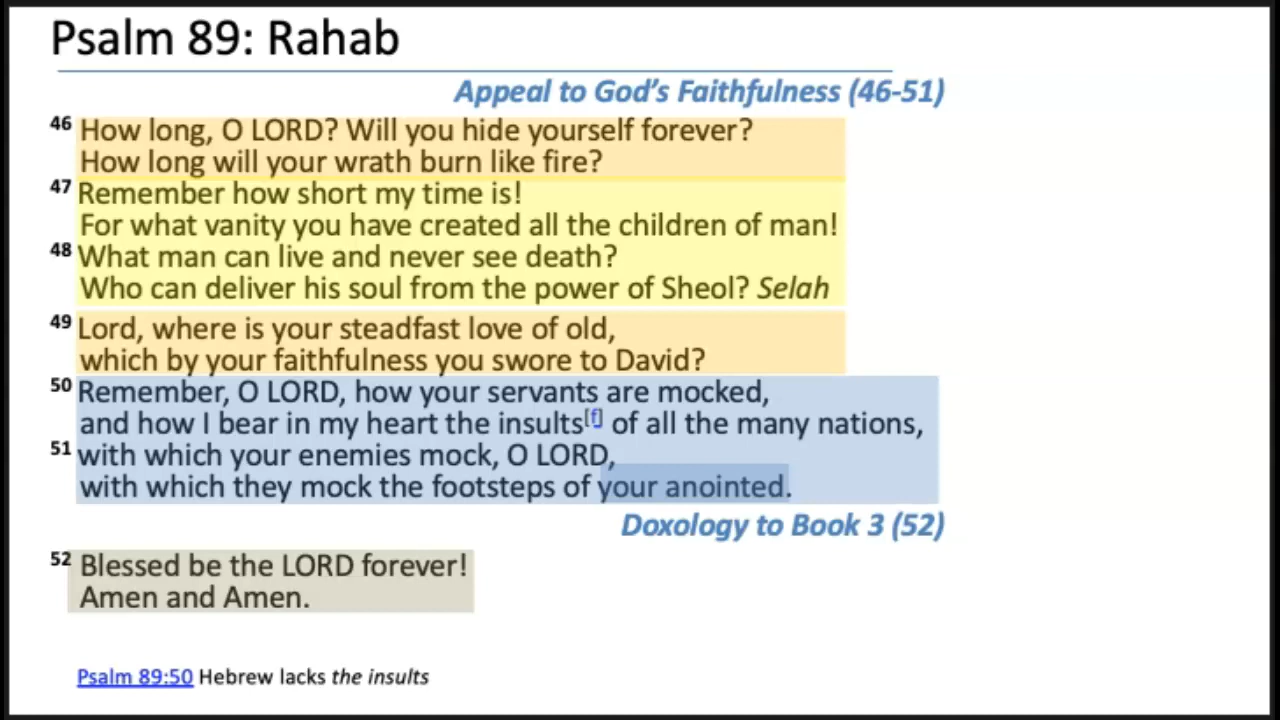 Psalm 89: Rahab
Appeal to God's Faithfulness (46-51)
46 How long, O LORD? Will you hide yourself forever?
How long will your wrath burn like fire?
47 Remember how short my time is!
For what vanity you have created all the children of man!
48 What man can live and never see death?
Who can deliver his soul from the power of Sheol? Selah
49 Lord, where is your steadfast love of old,
which by your faithfulness you swore to David?
50 Remember, O LORD, how your servants are mocked,
and how I bear in my heart the insults[f] of all the many nations,
51 with which your enemies mock, O LORD,
with which they mock the footsteps of your anointed.
Doxology to Book 3 (52)
52 Blessed be the LORD forever!
Amen and Amen.
Psalm 89:50 Hebrew lacks the insults